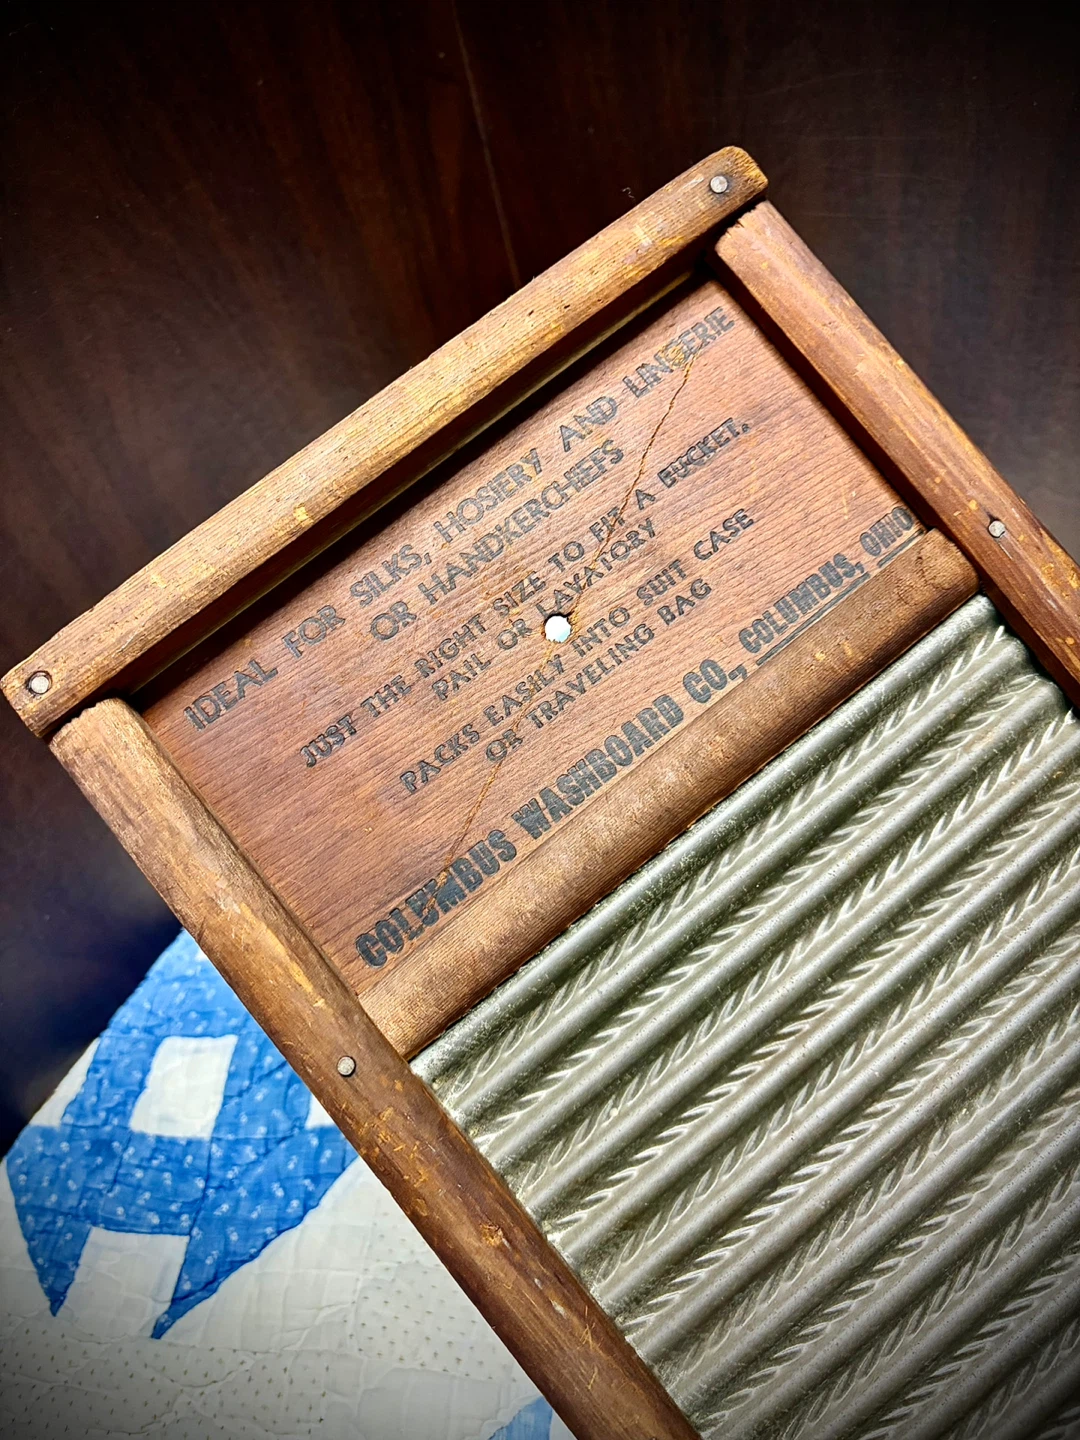 IDEAL FOR SILKS, HOSIERY AND LINGERIE
OR HANDKERCHIEFS
JUST THE RIGHT SIZE TO FIT A BUCKET,
PAIL OR LAVATORY
PACKS EASILY INTO SUIT CASE
OR TRAVELING BAG
COLUMBUS WASHBOARD CO., COLUMBUS, OHIO